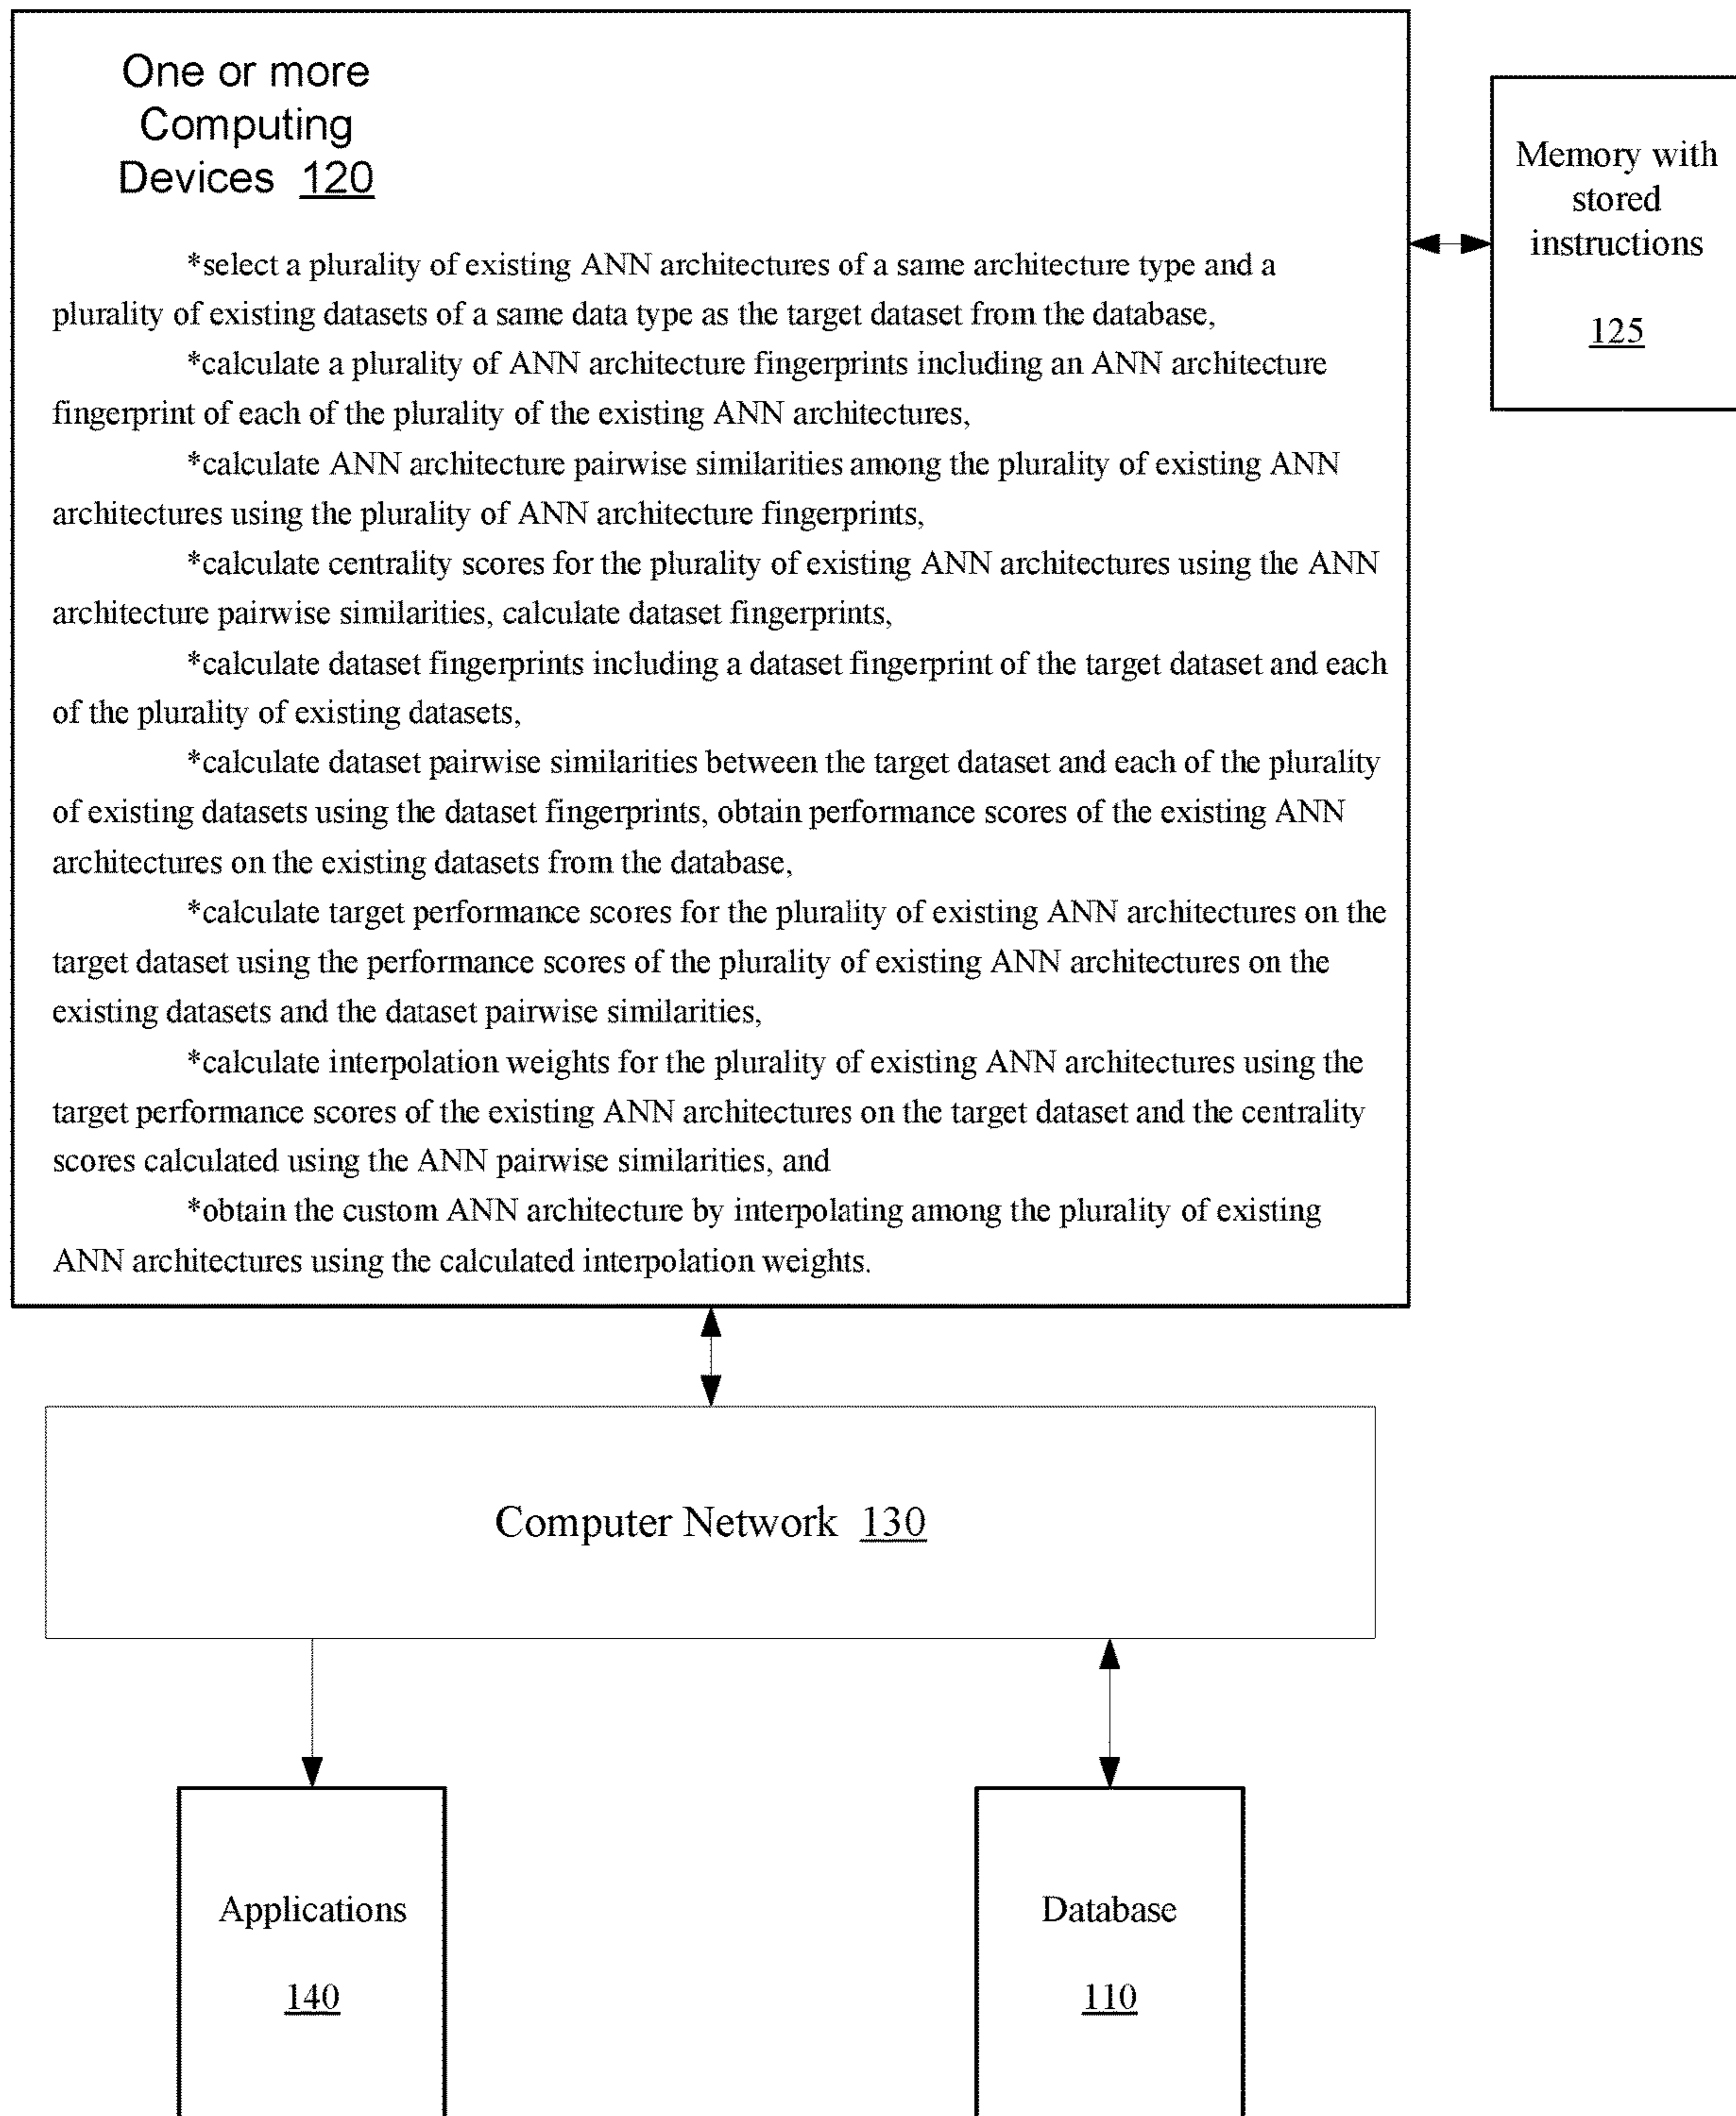 One or more
Computing
Devices 120
*select a plurality of existing ANN architectures of a same architecture type and a
plurality of existing datasets of a same data type as the target dataset from the database,
*calculate a plurality of ANN architecture fingerprints including an ANN architecture
fingerprint of each of the plurality of the existing ANN architectures,
*calculate ANN architecture pairwise similarities among the plurality of existing ANN
architectures using the plurality of ANN architecture fingerprints,
*calculate centrality scores for the plurality of existing ANN architectures using the ANN
architecture pairwise similarities, calculate dataset fingerprints,
*calculate dataset fingerprints including a dataset fingerprint of the target dataset and each
of the plurality of existing datasets,
*calculate dataset pairwise similarities between the target dataset and each of the plurality
of existing datasets using the dataset fingerprints, obtain performance scores of the existing ANN
architectures on the existing datasets from the database,
*calculate target performance scores for the plurality of existing ANN architectures on the
target dataset using the performance scores of the plurality of existing ANN architectures on the
existing datasets and the dataset pairwise similarities,
*calculate interpolation weights for the plurality of existing ANN architectures using the
target performance scores of the existing ANN architectures on the target dataset and the centrality
scores calculated using the ANN pairwise similarities, and
*obtain the custom ANN architecture by interpolating among the plurality of existing
ANN architectures using the calculated interpolation weights.
Memory with
stored
instructions
125
Computer Network 130
Applications
140
Database
110